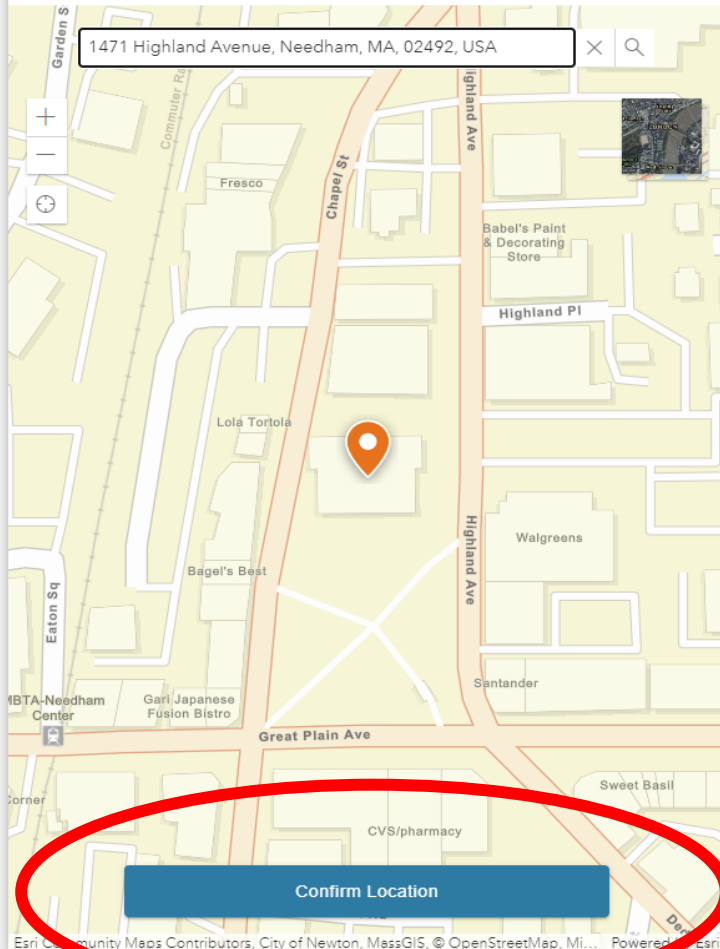 Garden S
1471 Highland Avenue, Needham, MA, 02492, USA
Commuter Ra
Highland Ave
Fresco
Chapel St
Babel's Paint
& Decorating
Store
Highland Pl
Lola Tortola
Highland Ave
Walgreens
Bagel's Best
Eaton Sq
Santander
MBTA-Needham
Center
Gari Japanese
Fusion Bistro
Great Plain Ave
Sweet Basil
Corner
CVS/pharmacy
Confirm Location
Ded
Esri Community Maps Contributors, City of Newton, MassGIS, © OpenStreetMap, Mi... Powered by Esri